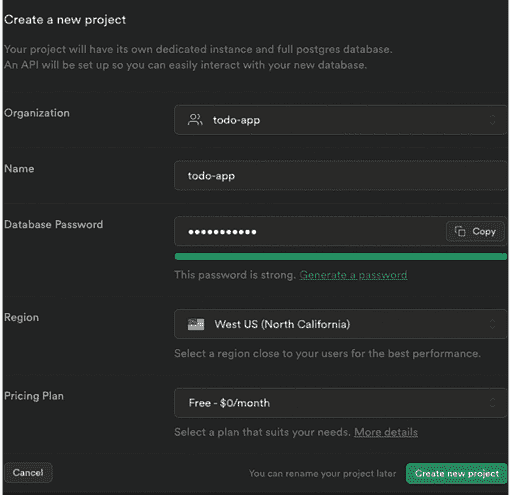 Create a new project
Your project will have its own dedicated instance and full postgres database.
An API will be set up so you can easily interact with your new database.
Organization
todo-app
Name
todo-app
Database Password
•••••••••••
Copy
This password is strong. Generate a password
Region
West US (North California)
Select a region close to your users for the best performance.
Pricing Plan
Free - $0/month
Select a plan that suits your needs. More details
Cancel
You can rename your project later
Create new project